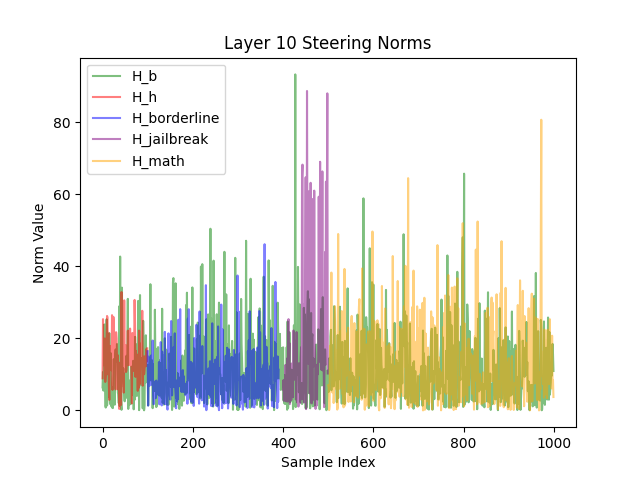 Layer 10 Steering Norms
H_b
H_h
H_borderline
H_jailbreak
H_math
Norm Value
80
60
40
20
0
0 200 400 600 800 1000
Sample Index